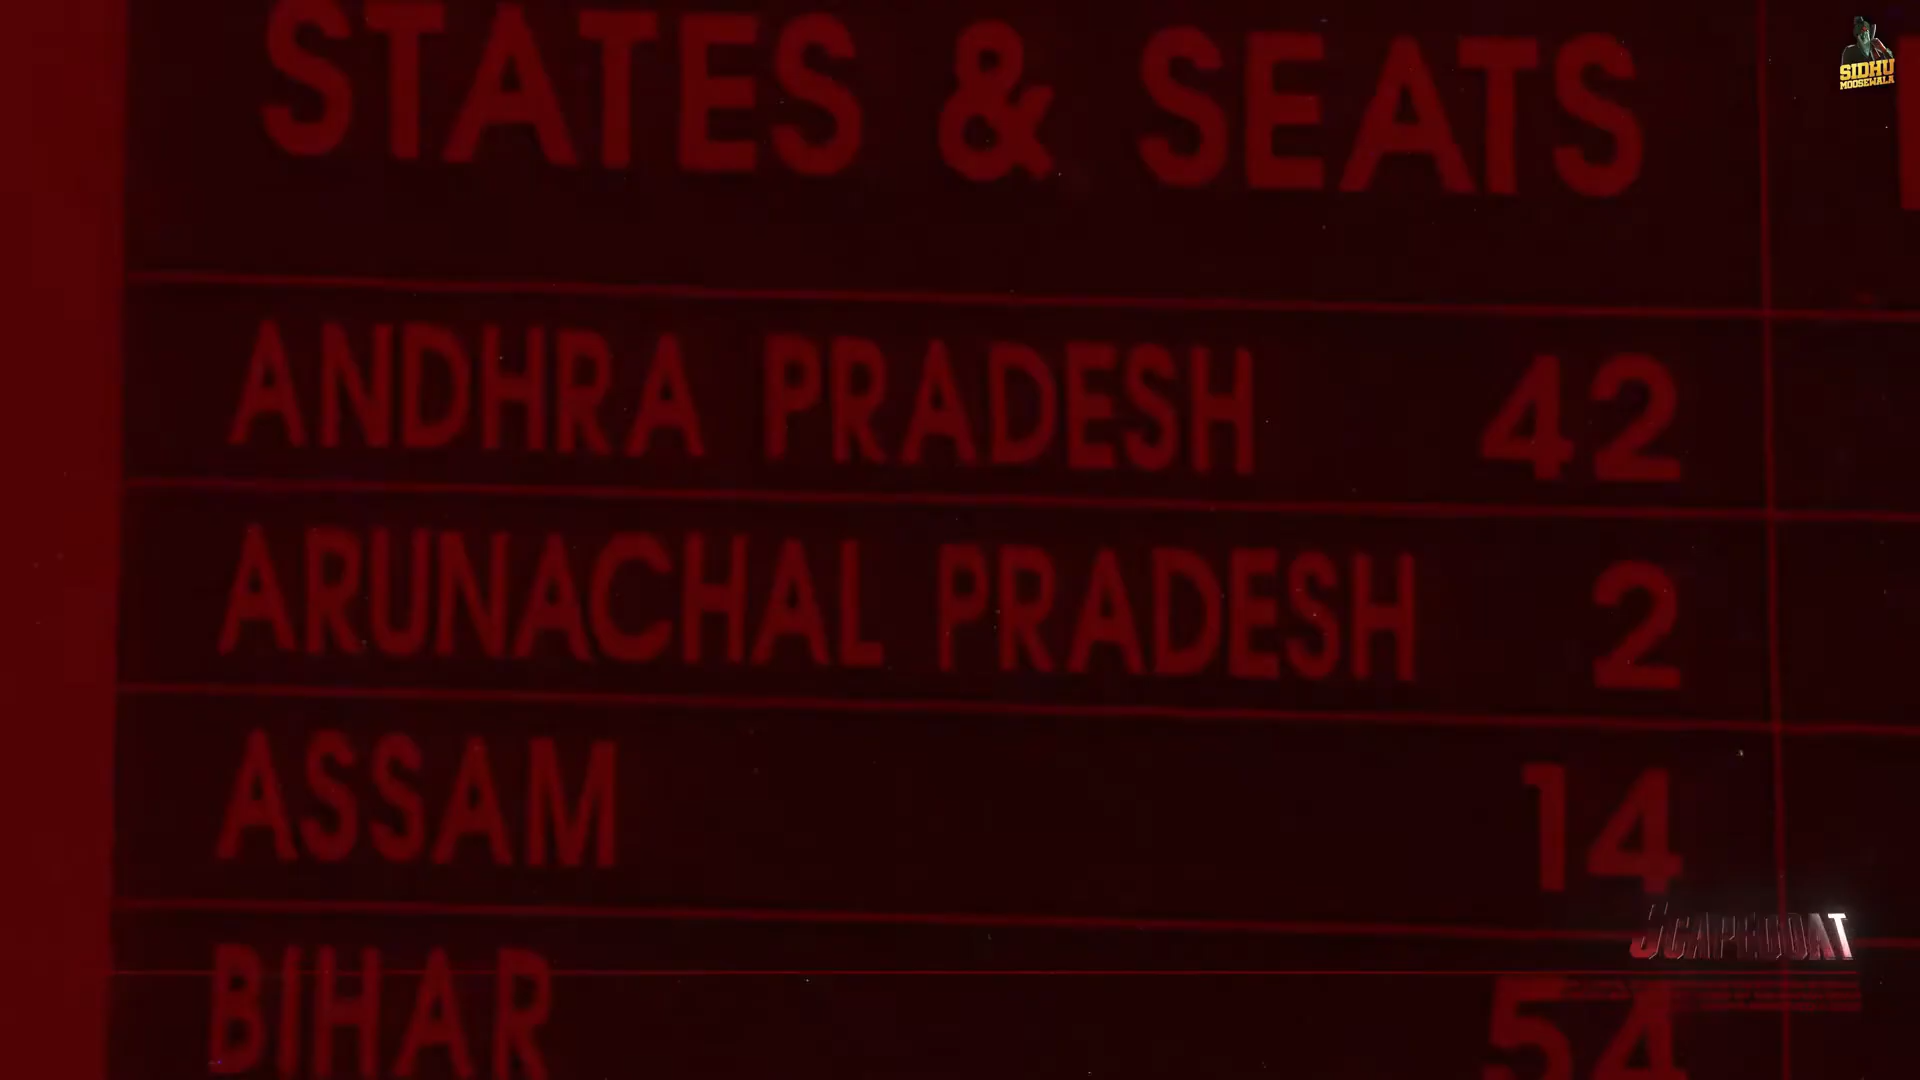 SIDHU
MOOSEWALA
STATES & SEATS
ANDHRA PRADESH 42
ARUNACHAL PRADESH 2
ASSAM 14
SCAPEGOAT
BIHAR 54